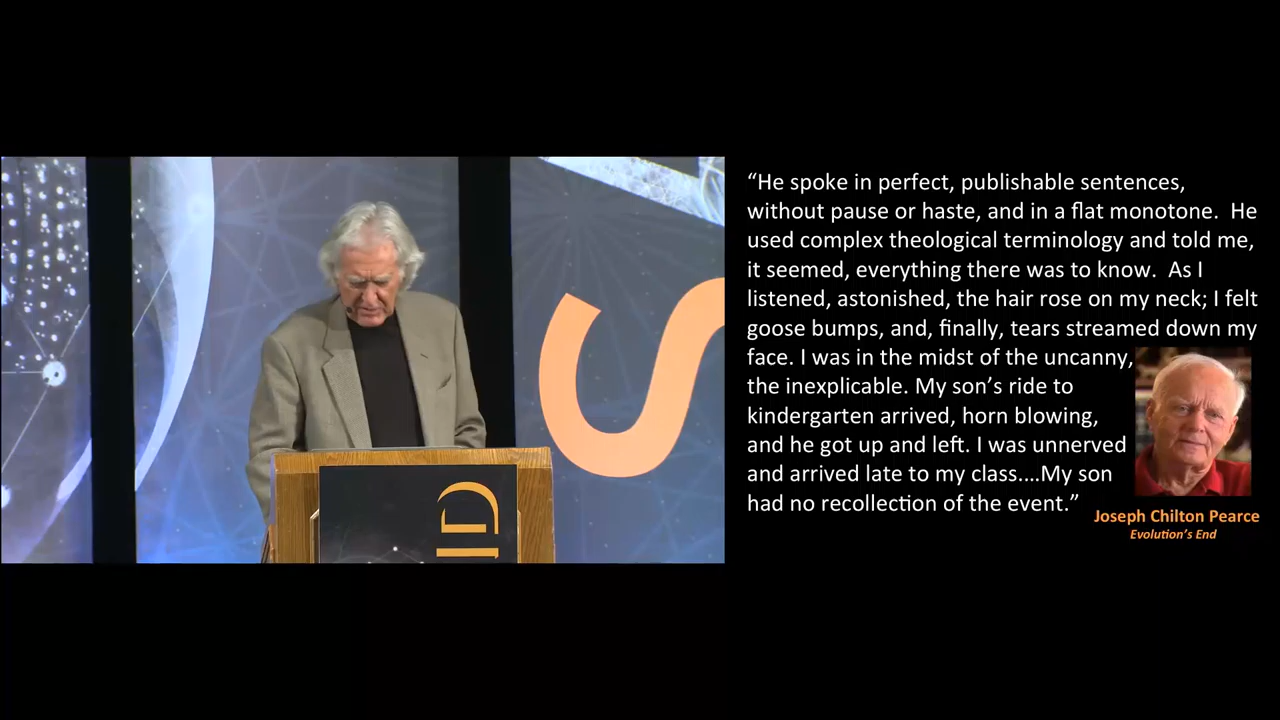 “He spoke in perfect, publishable sentences,
without pause or haste, and in a flat monotone.  He
used complex theological terminology and told me,
it seemed, everything there was to know.  As I
listened, astonished, the hair rose on my neck; I felt
goose bumps, and, finally, tears streamed down my
face. I was in the midst of the uncanny,
the inexplicable. My son’s ride to
kindergarten arrived, horn blowing,
and he got up and left. I was unnerved
and arrived late to my class....My son
had no recollection of the event.”
Joseph Chilton Pearce
Evolution’s End
S
ID